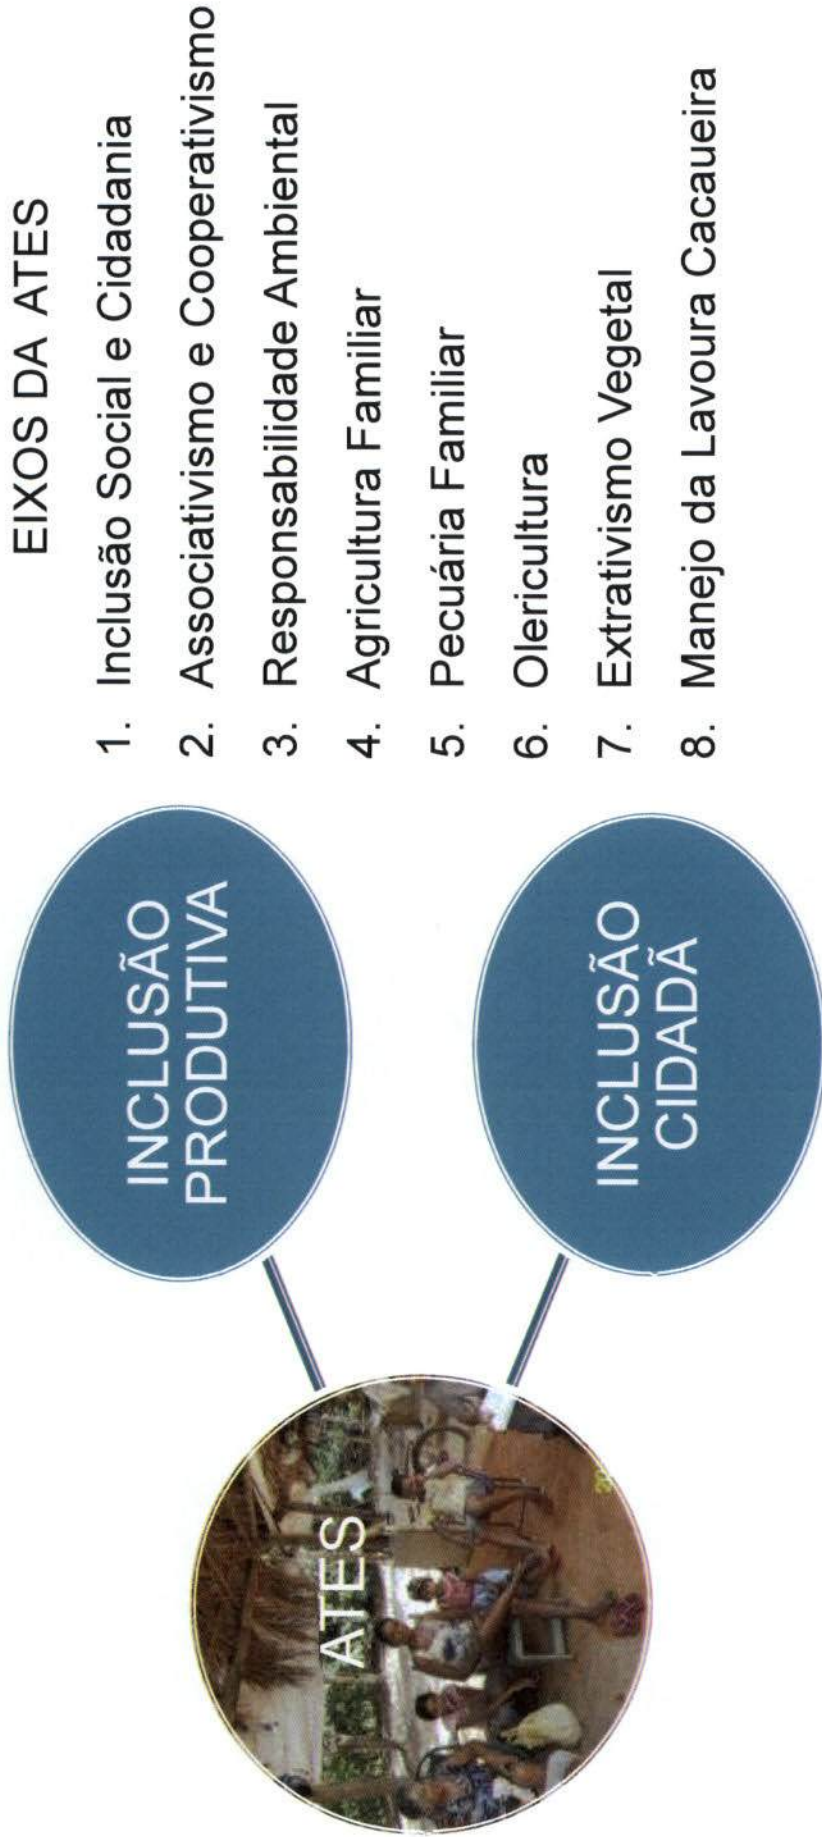 EIXOS DA ATES
1. Inclusão Social e Cidadania
2. Associativismo e Cooperativismo
3. Responsabilidade Ambiental
4. Agricultura Familiar
5. Pecuária Familiar
6. Olericultura
7. Extrativismo Vegetal
8. Manejo da Lavoura Cacaueira
ATES
INCLUSÃO
PRODUTIVA
INCLUSÃO
CIDADÃ